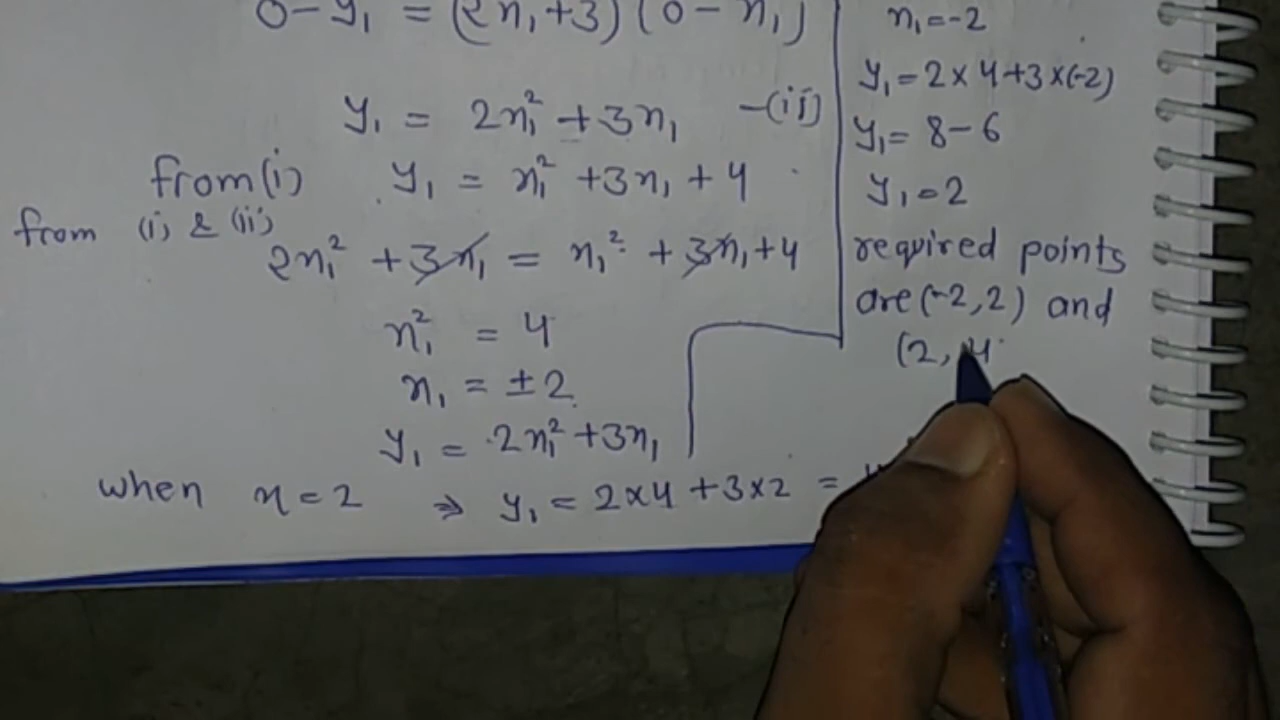 0-y₁ = (2x₁+3)(0-x₁)
y₁ = 2x₁²+3x₁ -(ii)
from(i) y₁ = x₁² +3x₁ + 4
from (i) & (ii)
2x₁² + 3x₁ = x₁² + 3x₁ + 4
x₁² = 4
x₁ = ±2
y₁ = 2x₁²+3x₁
when x = 2 ⇒ y₁ = 2×4 +3×2 =
x₁=-2
y₁=2×4+3×(-2)
y₁= 8-6
y₁=2
required points
are(-2,2) and
(2,